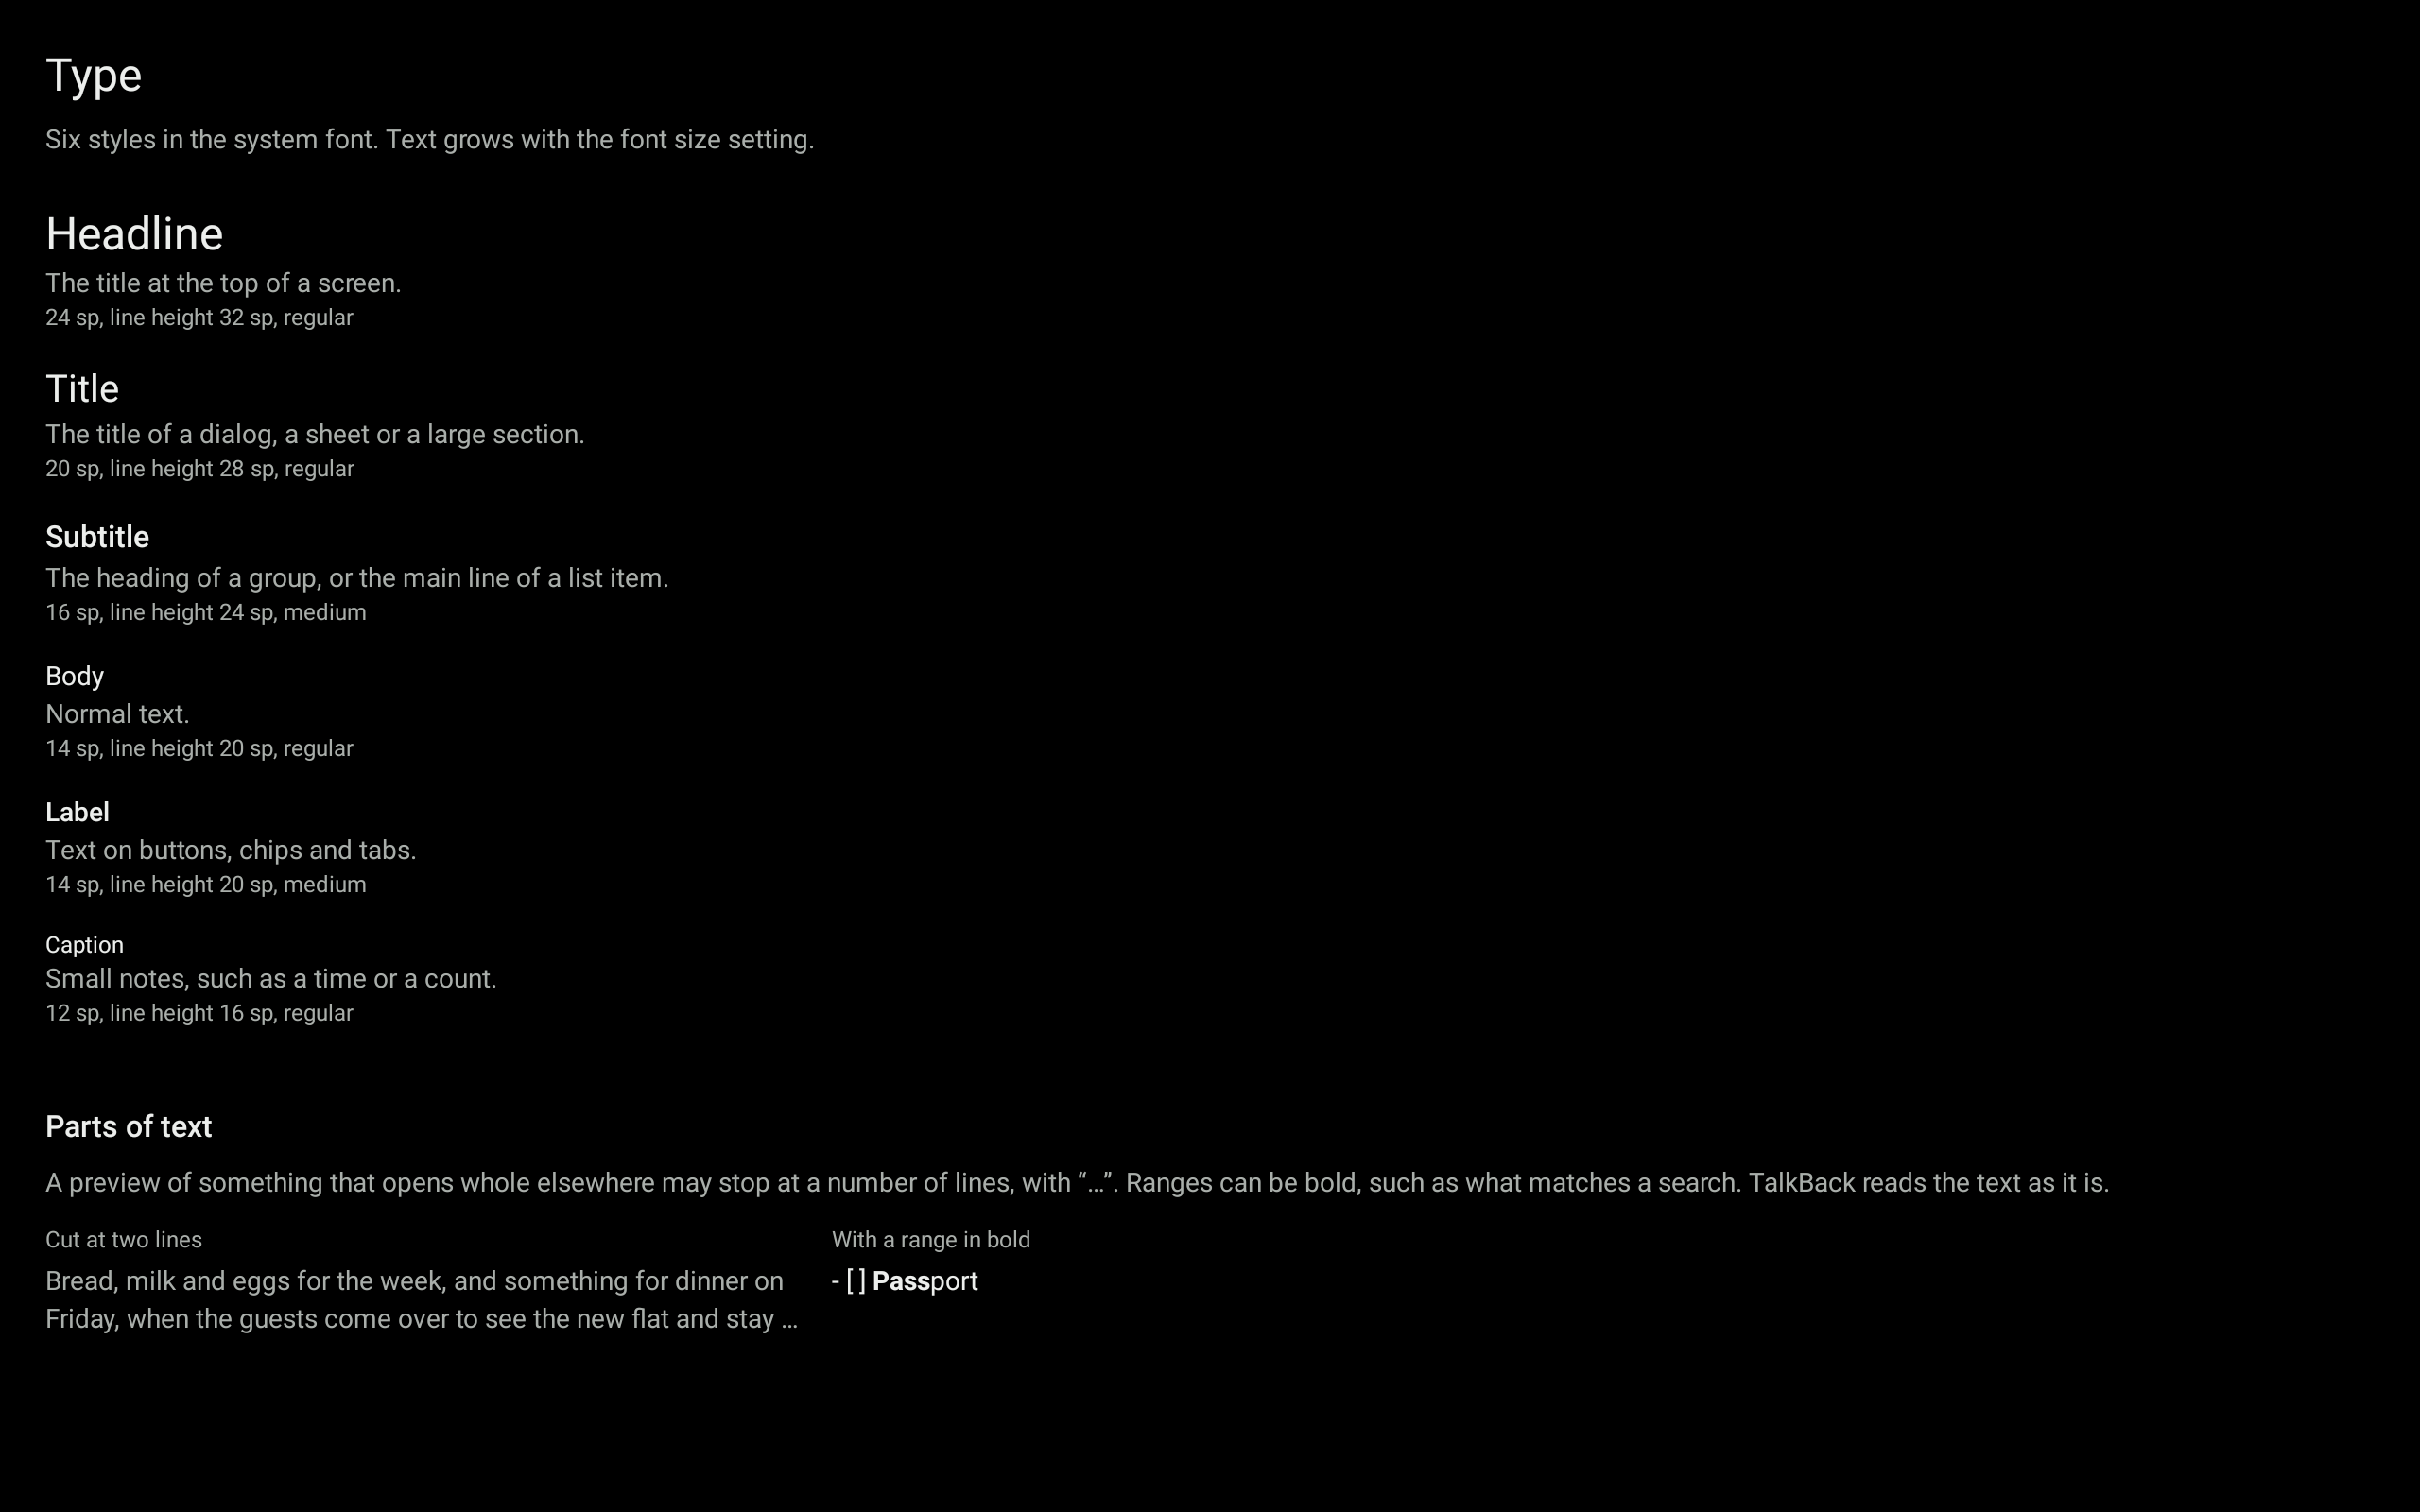 Type
Six styles in the system font. Text grows with the font size setting.
Headline
The title at the top of a screen.
24 sp, line height 32 sp, regular
Title
The title of a dialog, a sheet or a large section.
20 sp, line height 28 sp, regular
Subtitle
The heading of a group, or the main line of a list item.
16 sp, line height 24 sp, medium
Body
Normal text.
14 sp, line height 20 sp, regular
Label
Text on buttons, chips and tabs.
14 sp, line height 20 sp, medium
Caption
Small notes, such as a time or a count.
12 sp, line height 16 sp, regular
Parts of text
A preview of something that opens whole elsewhere may stop at a number of lines, with “…”. Ranges can be bold, such as what matches a search. TalkBack reads the text as it is.
Cut at two lines
Bread, milk and eggs for the week, and something for dinner on
Friday, when the guests come over to see the new flat and stay …
With a range in bold
- [ ] Passport